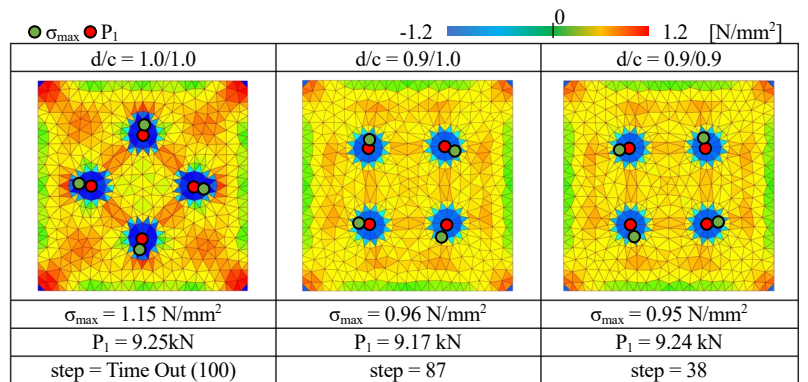 σmax P1 -1.2 0 1.2 [N/mm²]
d/c = 1.0/1.0 d/c = 0.9/1.0 d/c = 0.9/0.9
σmax = 1.15 N/mm² σmax = 0.96 N/mm² σmax = 0.95 N/mm²
P1 = 9.25kN P1 = 9.17 kN P1 = 9.24 kN
step = Time Out (100) step = 87 step = 38